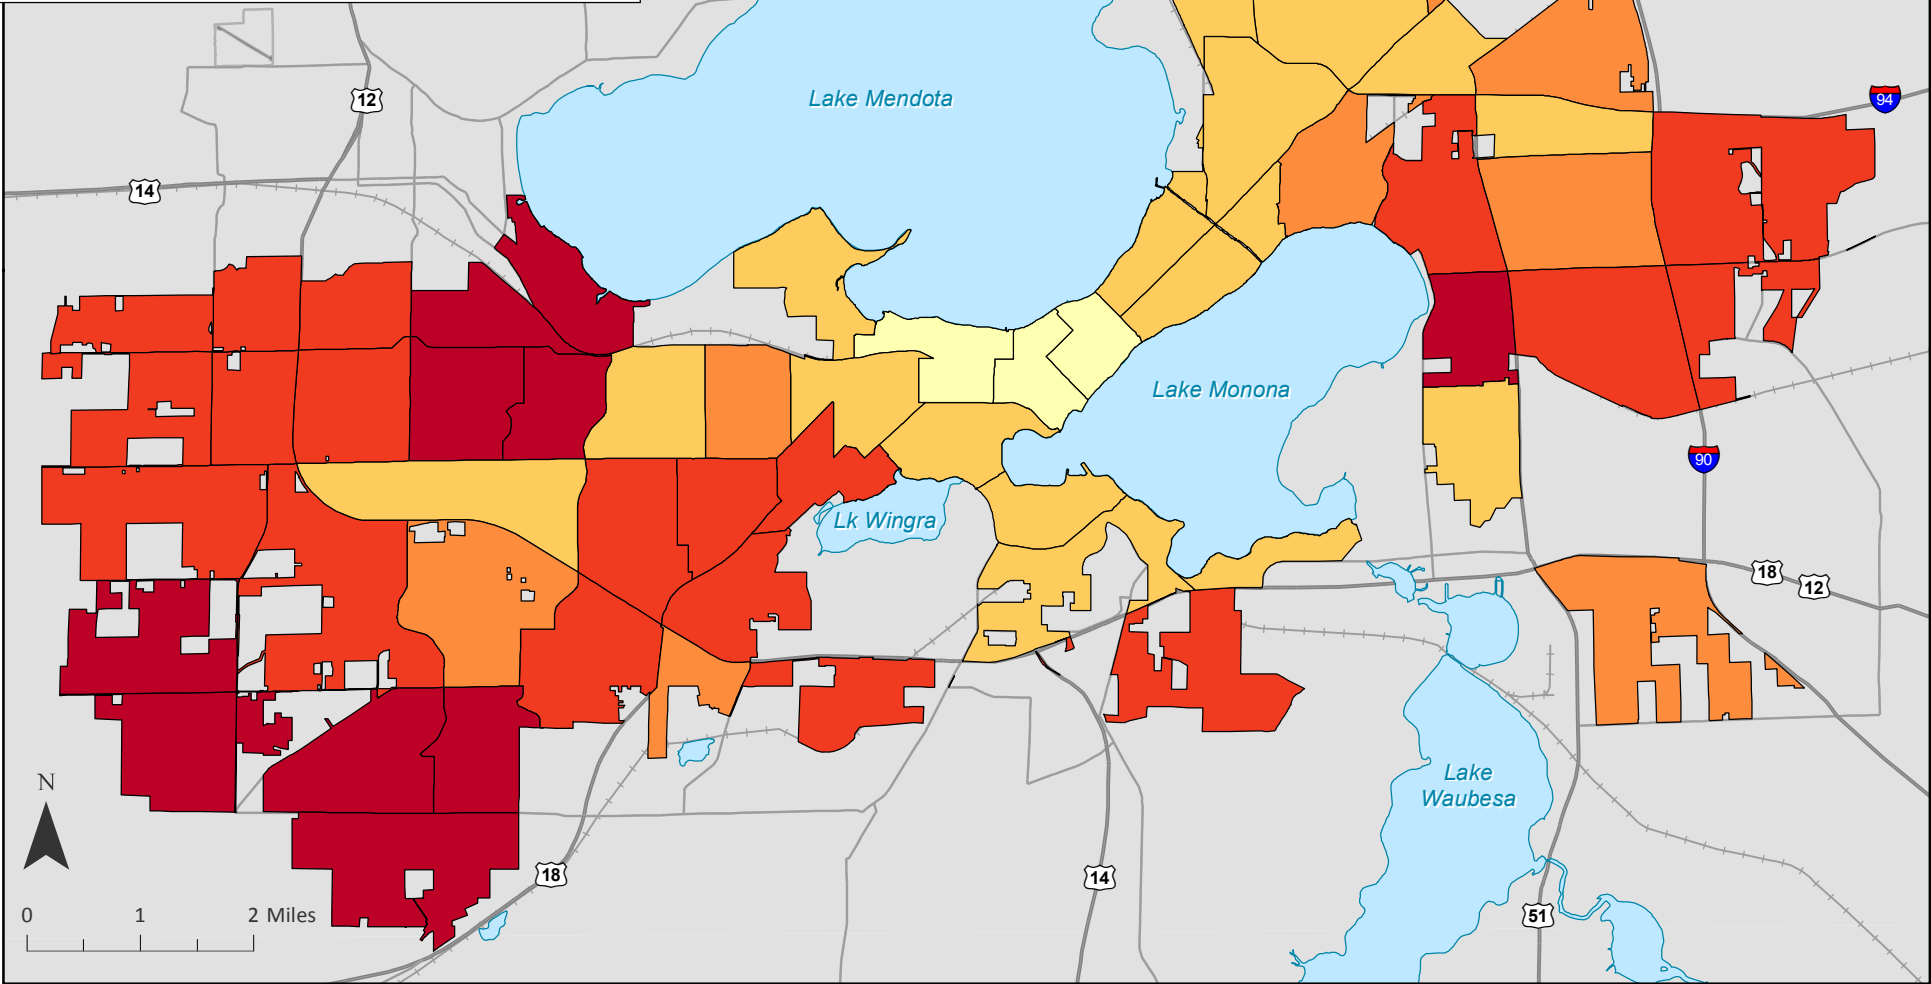 Lake Mendota
12
94
14
Lake Monona
90
Lk Wingra
18
12
N
Lake
Waubesa
18
14
0 1 2 Miles
51